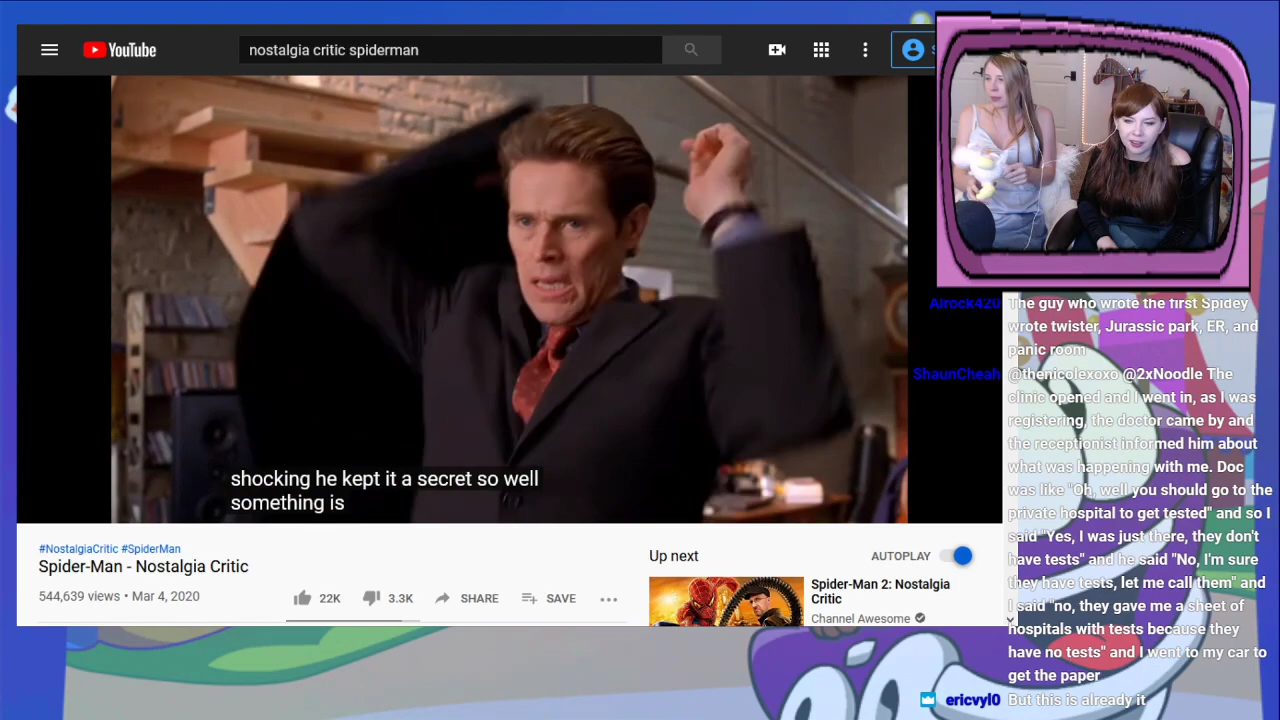 YouTube
nostalgia critic spiderman
shocking he kept it a secret so well
something is
#NostalgiaCritic #SpiderMan
Spider-Man - Nostalgia Critic
544,639 views • Mar 4, 2020
22K
3.3K
SHARE
SAVE
Up next
AUTOPLAY
Spider-Man 2: Nostalgia
Critic
Channel Awesome
Alrock420
The guy who wrote the first Spidey
wrote twister, Jurassic park, ER, and
panic room
ShaunCheah
@thenicolexoxo @2xNoodle The
clinic opened and I went in, as I was
registering, the doctor came by and
the receptionist informed him about
what was happening with me. Doc
was like "Oh, well you should go to the
private hospital to get tested" and so I
said "Yes, I was just there, they don't
have tests" and he said "No, I'm sure
they have tests, let me call them" and
I said "no, they gave me a sheet of
hospitals with tests because they
have no tests" and I went to my car to
get the paper
ericvyl0
But this is already it